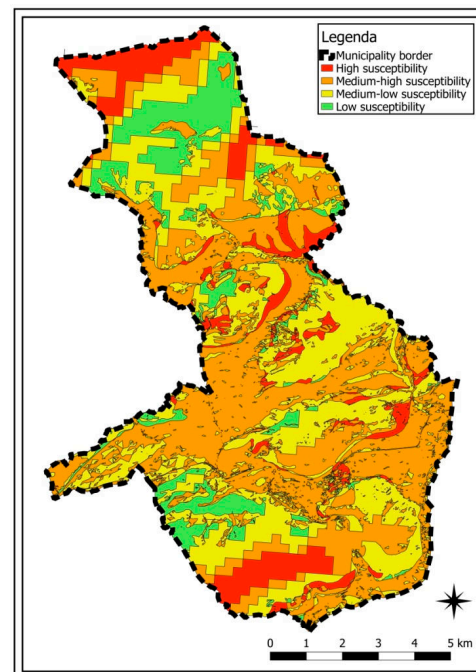 Legenda
Municipality border
High susceptibility
Medium-high susceptibility
Medium-low susceptibility
Low susceptibility
0 1 2 3 4 5 km